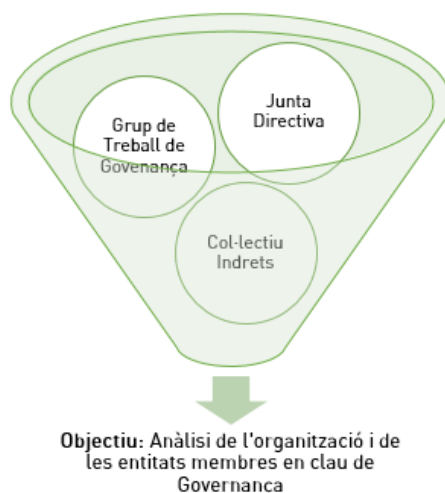 Junta
Directiva
Grup de
Treball de
Govenança
Col·lectiu
Indrets
Objectiu: Anàlisi de l'organització i de
les entitats membres en clau de
Governança